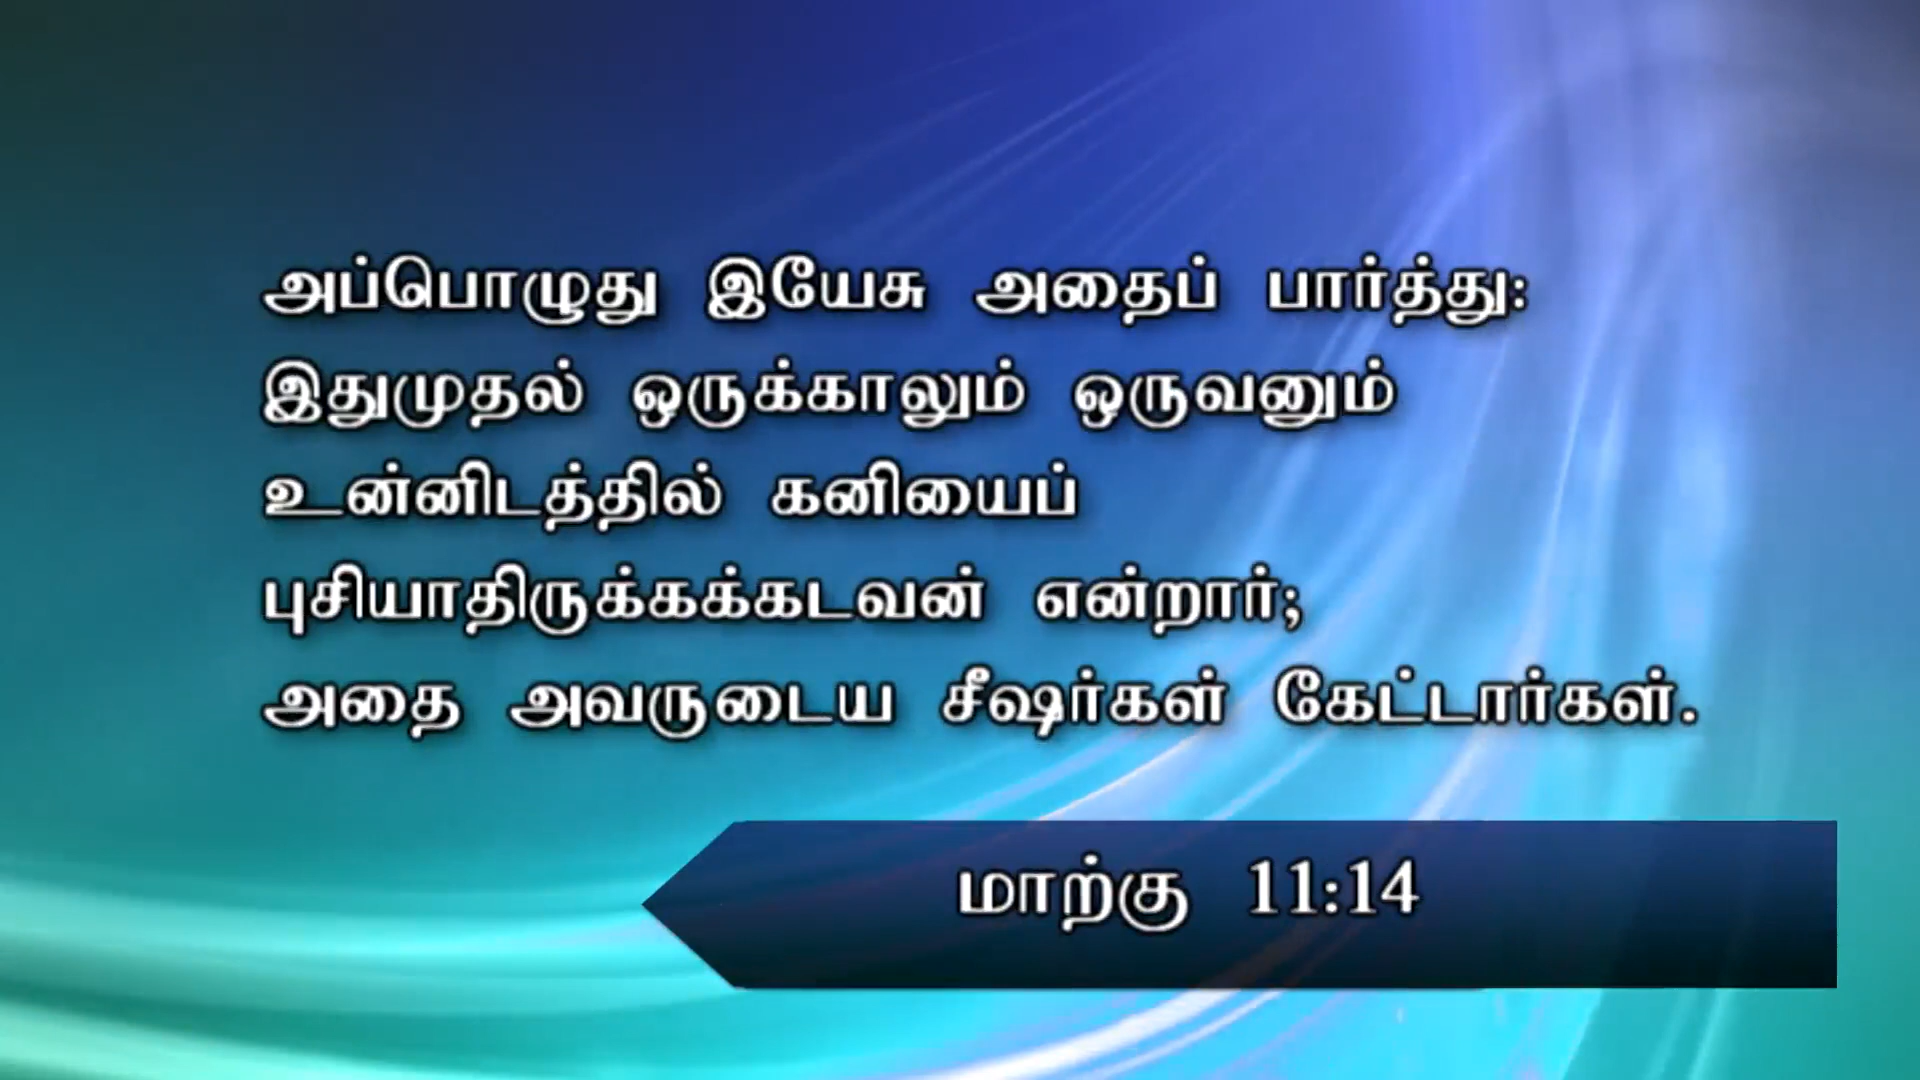 அப்பொழுது இயேசு அதைப் பார்த்து:
இதுமுதல் ஒருக்காலும் ஒருவனும்
உன்னிடத்தில் கனியைப்
புசியாதிருக்கக்கடவன் என்றார்;
அதை அவருடைய சீஷர்கள் கேட்டார்கள்.
மாற்கு 11:14